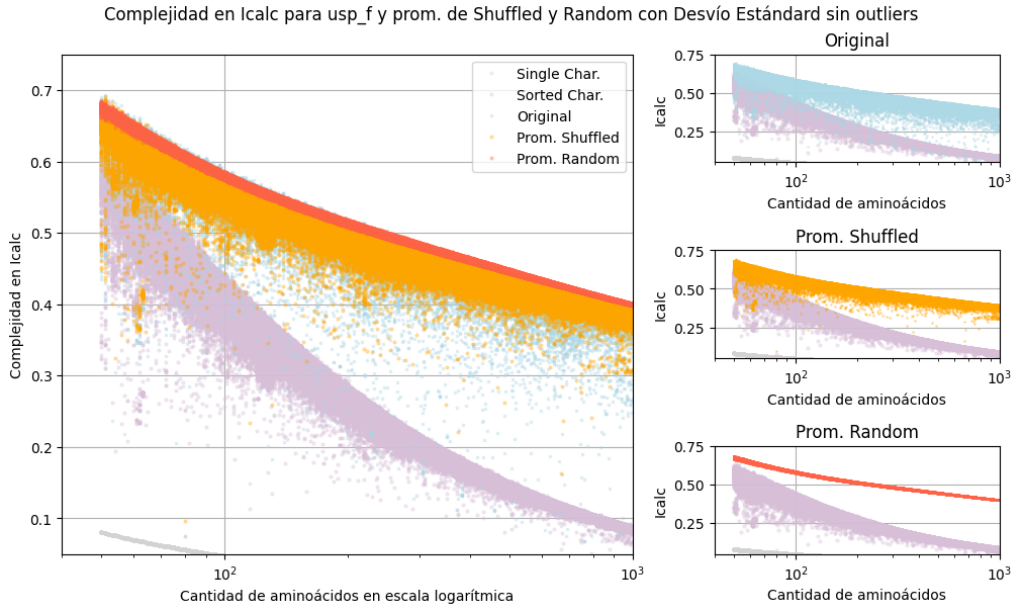 Complejidad en Icalc para usp_f y prom. de Shuffled y Random con Desvío Estándar sin outliers
Complejidad en Icalc
0.7
0.6
0.5
0.4
0.3
0.2
0.1
Single Char.
Sorted Char.
Original
Prom. Shuffled
Prom. Random
10²
10³
Cantidad de aminoácidos en escala logarítmica
Original
Icalc
0.75
0.50
0.25
10²
10³
Cantidad de aminoácidos
Prom. Shuffled
Icalc
0.75
0.50
0.25
10²
10³
Cantidad de aminoácidos
Prom. Random
Icalc
0.75
0.50
0.25
10²
10³
Cantidad de aminoácidos